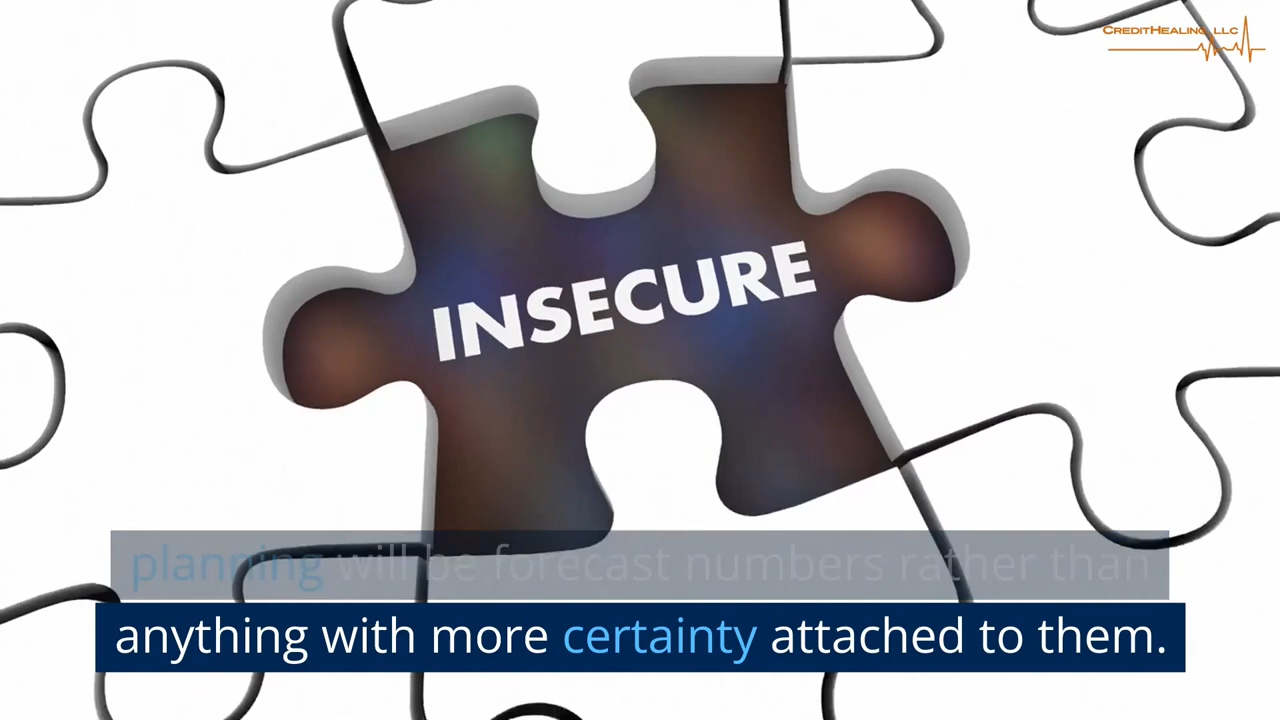 CREDITHEALING, LLC
INSECURE
planning will be forecast numbers rather than
anything with more certainty attached to them.